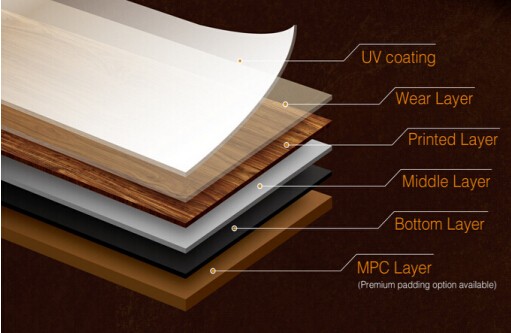 UV coating
Wear Layer
Printed Layer
Middle Layer
Bottom Layer
MPC Layer
(Premium padding option available)